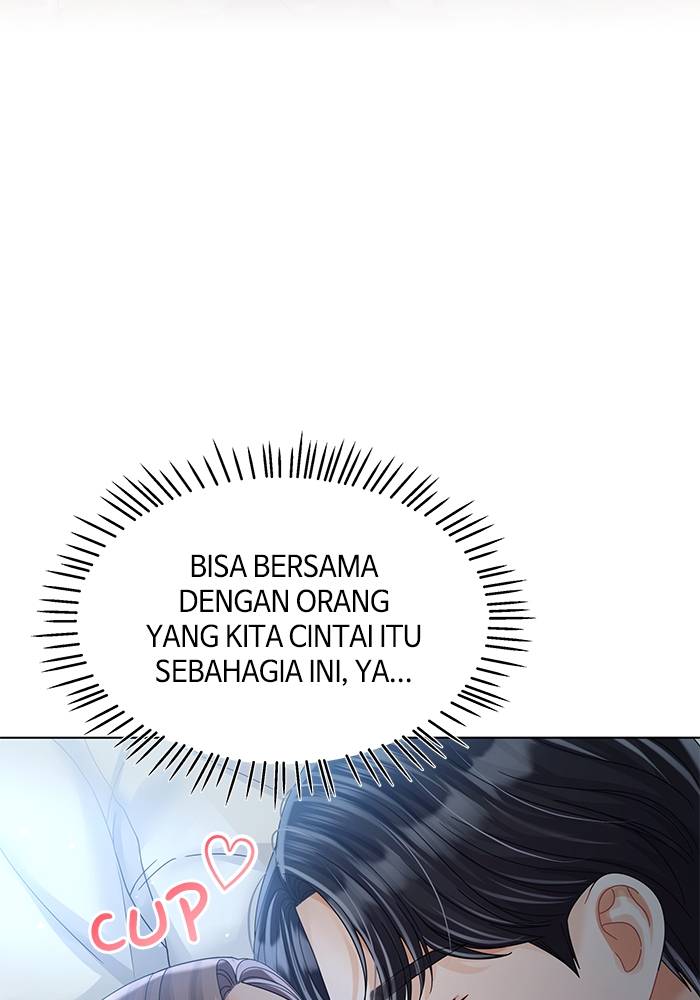 BISA BERSAMA
DENGAN ORANG
YANG KITA CINTAI ITU
SEBAHAGIA INI, YA...
CUP♡